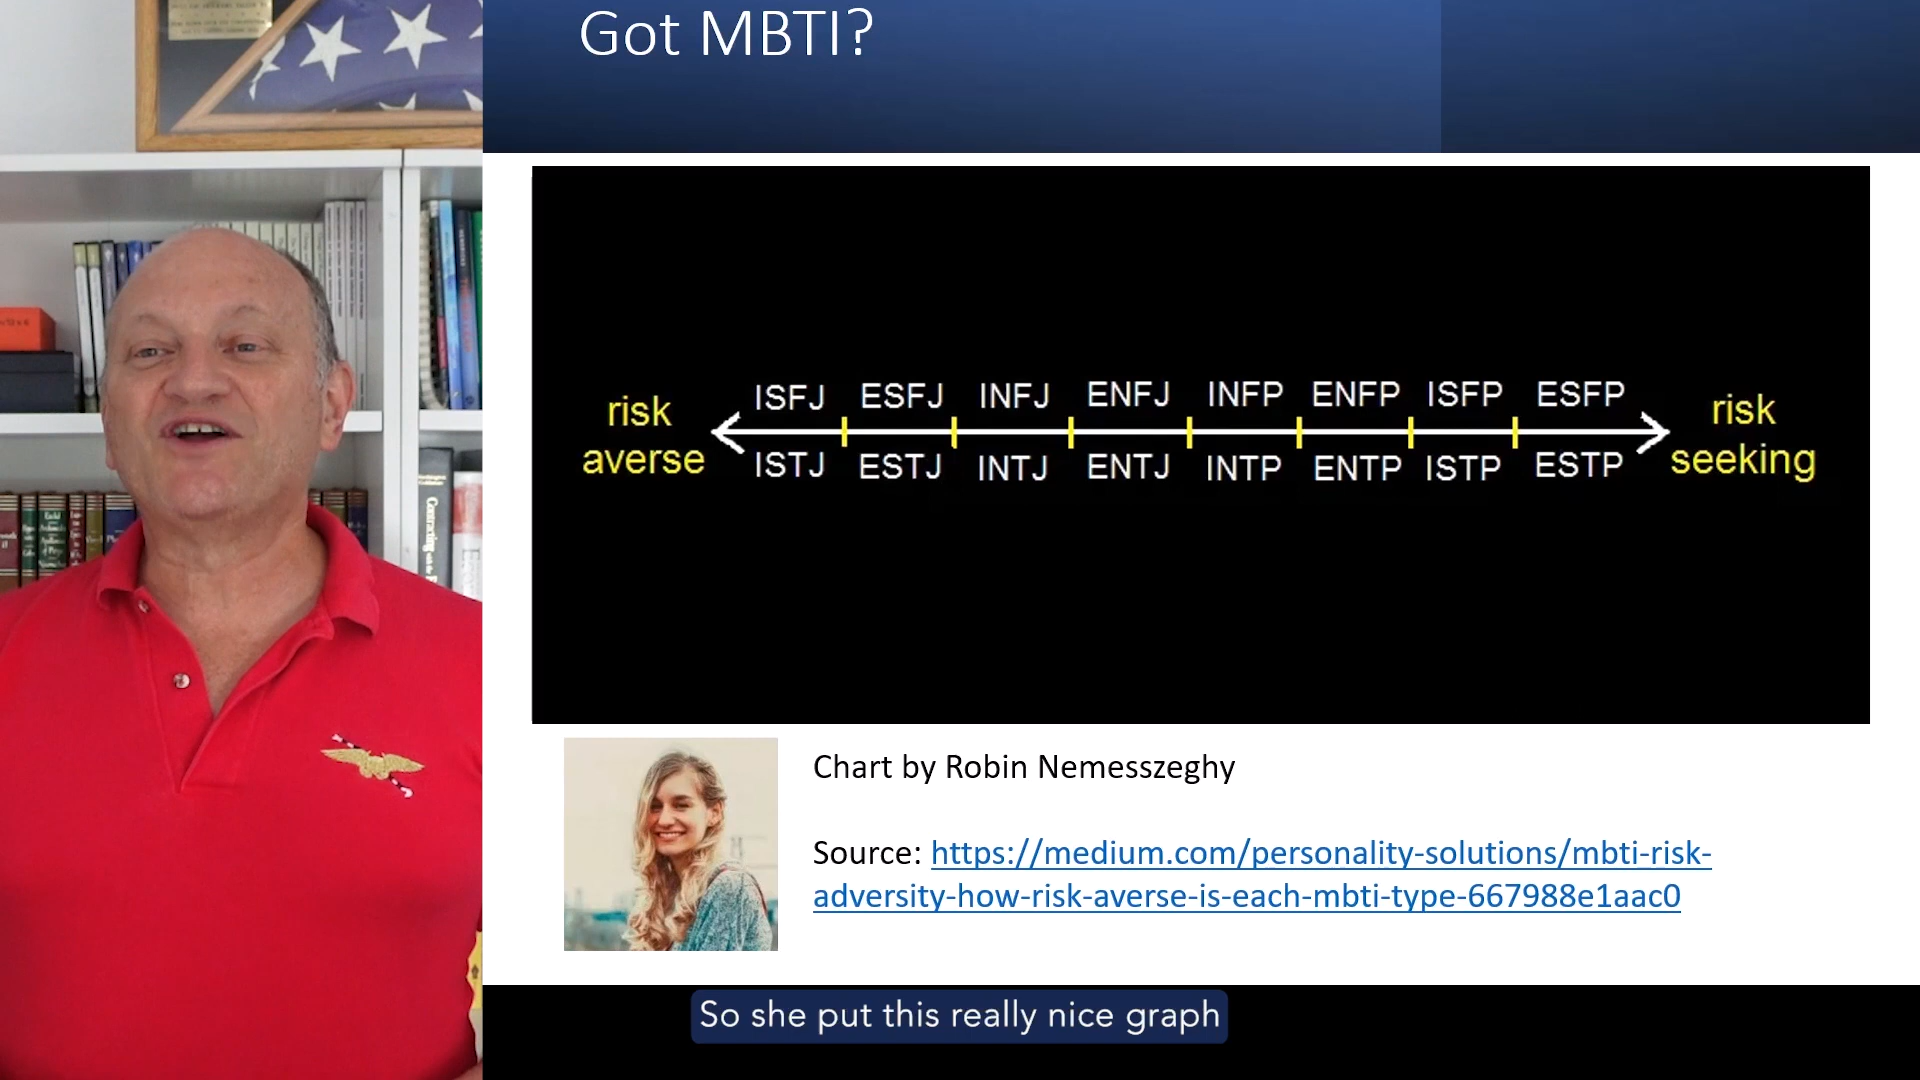 Got MBTI?
risk averse
ISFJ ESFJ INFJ ENFJ INFP ENFP ISFP ESFP
ISTJ ESTJ INTJ ENTJ INTP ENTP ISTP ESTP
risk seeking
Chart by Robin Nemesszeghy
Source: https://medium.com/personality-solutions/mbti-risk-
adversity-how-risk-averse-is-each-mbti-type-667988e1aac0
So she put this really nice graph
Contracting